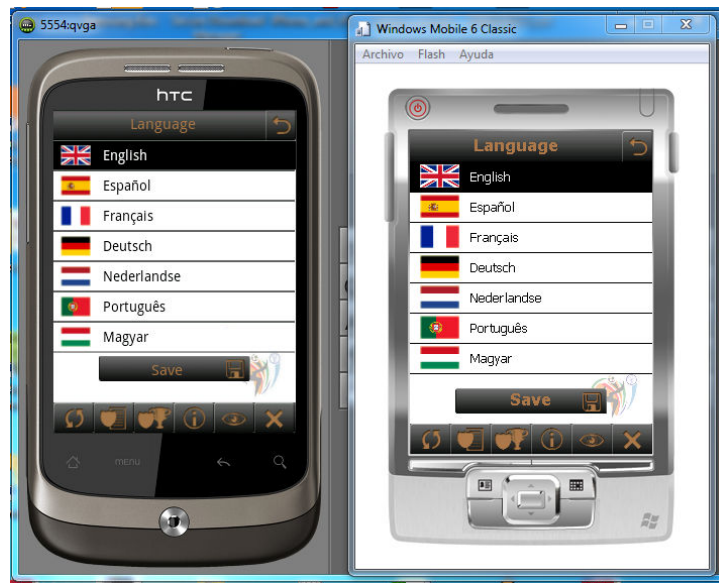 5554:qvga
hTC
Language
English
Español
Français
Deutsch
Nederlandse
Português
Magyar
Save
MENU
Windows Mobile 6 Classic
Archivo Flash Ayuda
Language
English
Español
Français
Deutsch
Nederlandse
Português
Magyar
Save